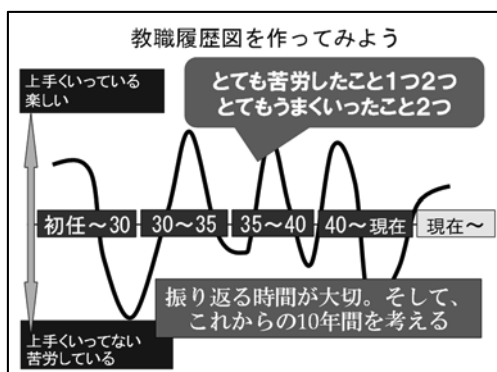 教職履歴図を作ってみよう
上手くいっている
楽しい
とても苦労したこと1つ2つ
とてもうまくいったこと2つ
初任～30
30～35
35～40
40～現在
現在～
振り返る時間が大切。そして、
これからの10年間を考える
上手くいってない
苦労している